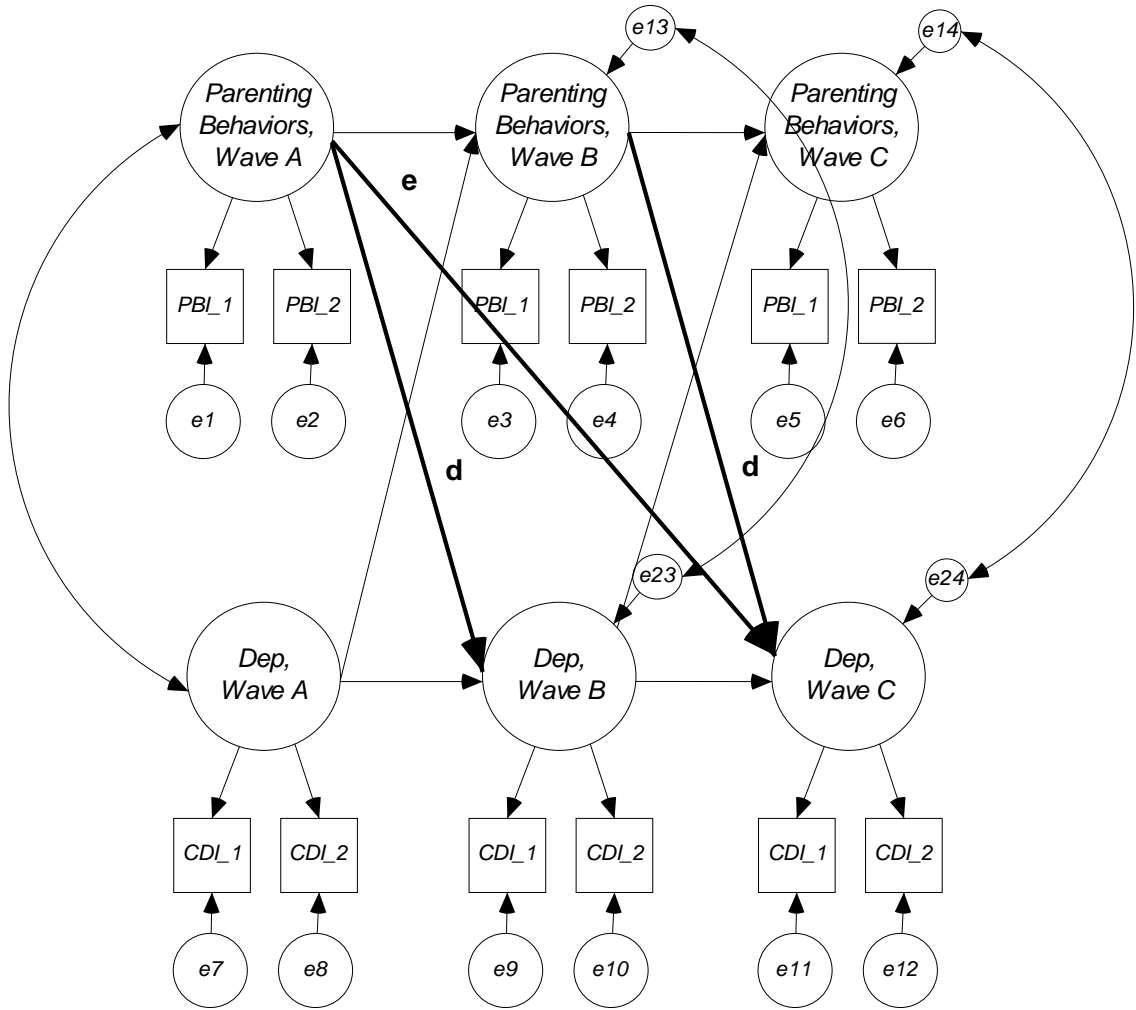 e13
e14
Parenting
Behaviors,
Wave A
Parenting
Behaviors,
Wave B
Parenting
Behaviors,
Wave C
e
PBI_1
PBI_2
PBI_1
PBI_2
PBI_1
PBI_2
e1
e2
e3
e4
e5
e6
d
d
e23
e24
Dep,
Wave A
Dep,
Wave B
Dep,
Wave C
CDI_1
CDI_2
CDI_1
CDI_2
CDI_1
CDI_2
e7
e8
e9
e10
e11
e12